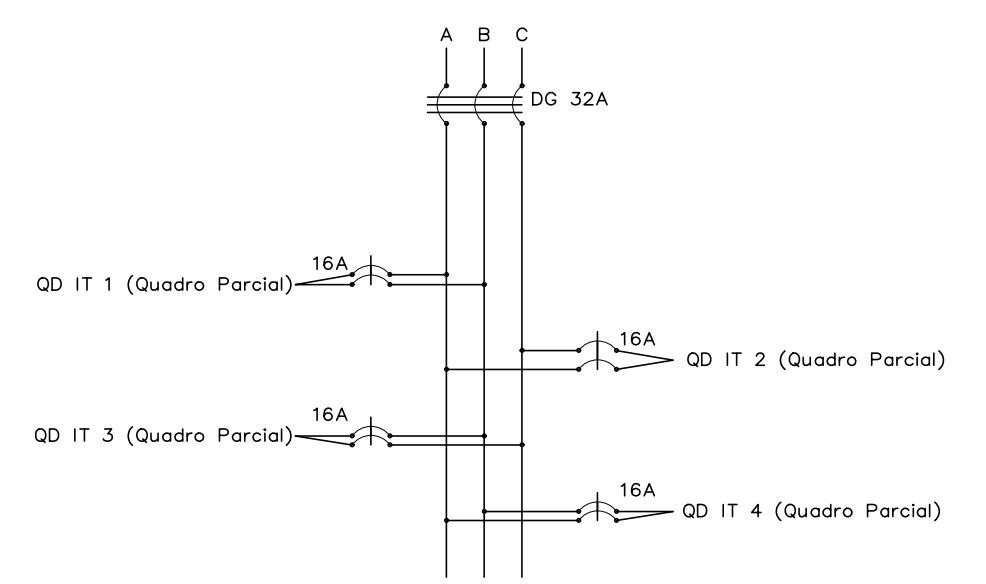 A B C
DG 32A
16A
QD IT 1 (Quadro Parcial)
16A
QD IT 2 (Quadro Parcial)
16A
QD IT 3 (Quadro Parcial)
16A
QD IT 4 (Quadro Parcial)